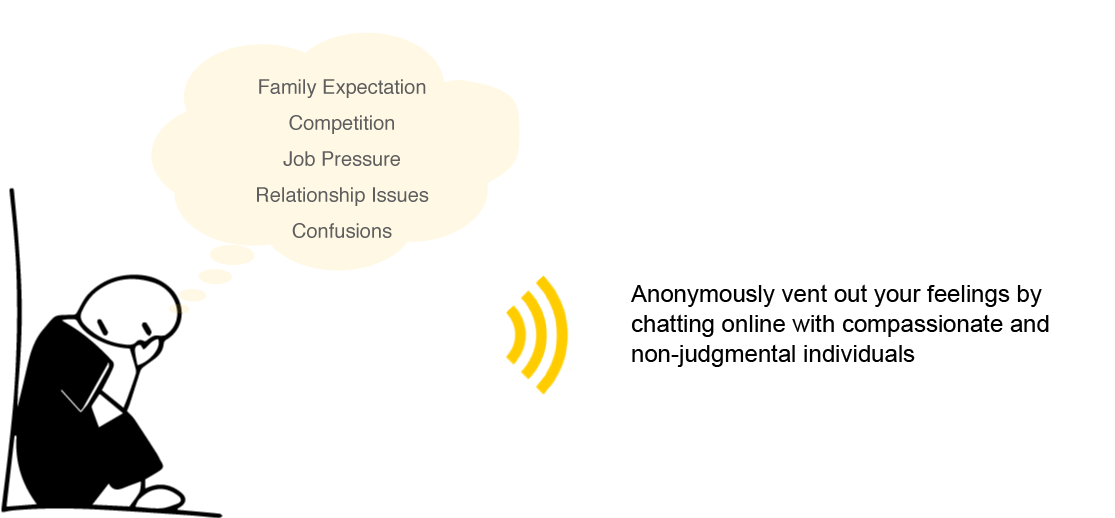 Family Expectation
Competition
Job Pressure
Relationship Issues
Confusions
Anonymously vent out your feelings by
chatting online with compassionate and
non-judgmental individuals